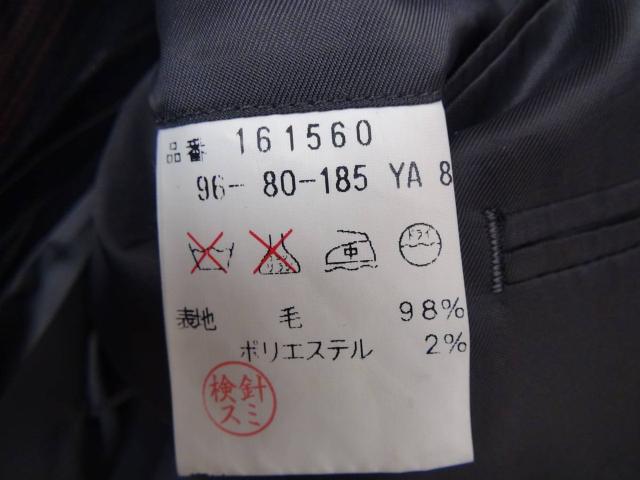 品番 161560
96-80-185 YA 8
中 ドライ
表地 毛 98%
ポリエステル 2%
検針
スミ